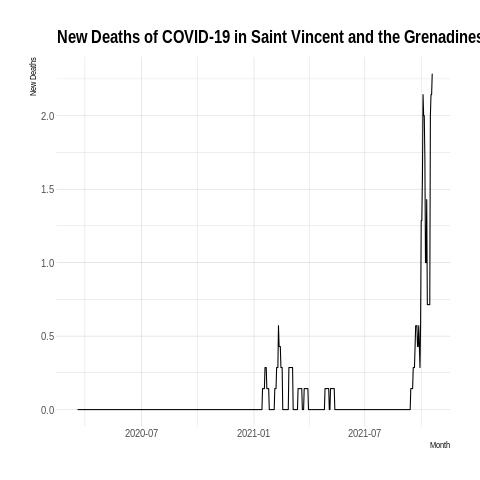 New Deaths of COVID-19 in Saint Vincent and the Grenadines
New Deaths
2.0
1.5
1.0
0.5
0.0
2020-07
2021-01
2021-07
Month